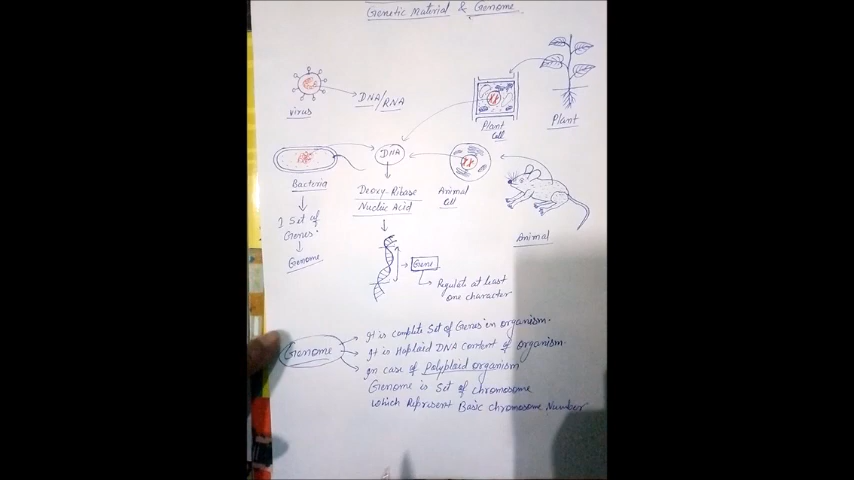 Genetic Material & Genome
virus
DNA/RNA
Plant
Cell
Plant
DNA
Bacteria
Deoxy-Ribose
Nucleic Acid
Animal
Cell
Animal
1 Set of
Genes.
Genome
Gene
Regulate at least
one character
Genome
It is complete Set of Genes in organism.
It is Haploid DNA content of organism.
In case of Polyploid organism
Genome is Set of chromosome
which Represent Basic chromosome Number